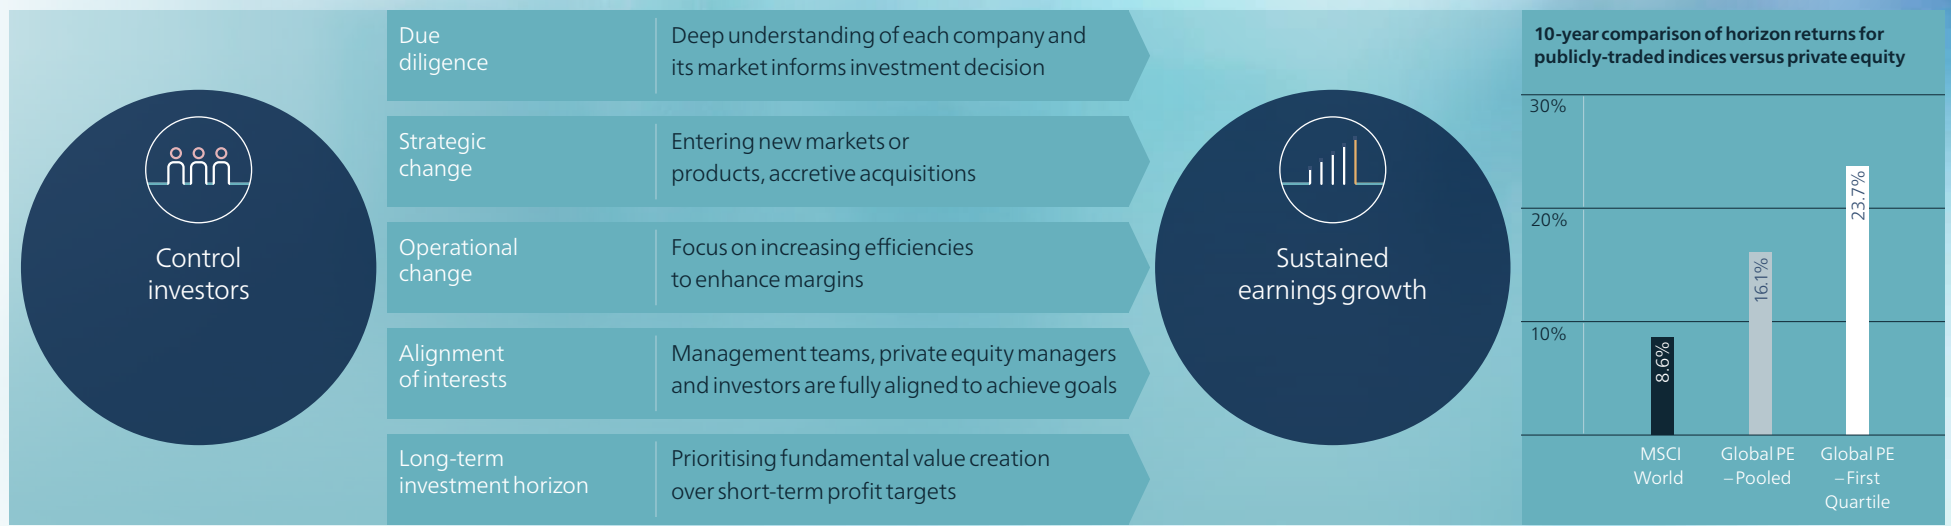 Control
investors
Due
diligence
Deep understanding of each company and
its market informs investment decision
Strategic
change
Entering new markets or
products, accretive acquisitions
Operational
change
Focus on increasing efficiencies
to enhance margins
Alignment
of interests
Management teams, private equity managers
and investors are fully aligned to achieve goals
Long-term
investment horizon
Prioritising fundamental value creation
over short-term profit targets
Sustained
earnings growth
10-year comparison of horizon returns for
publicly-traded indices versus private equity
30%
20%
10%
8.6%
16.1%
23.7%
MSCI
World
Global PE
– Pooled
Global PE
– First
Quartile